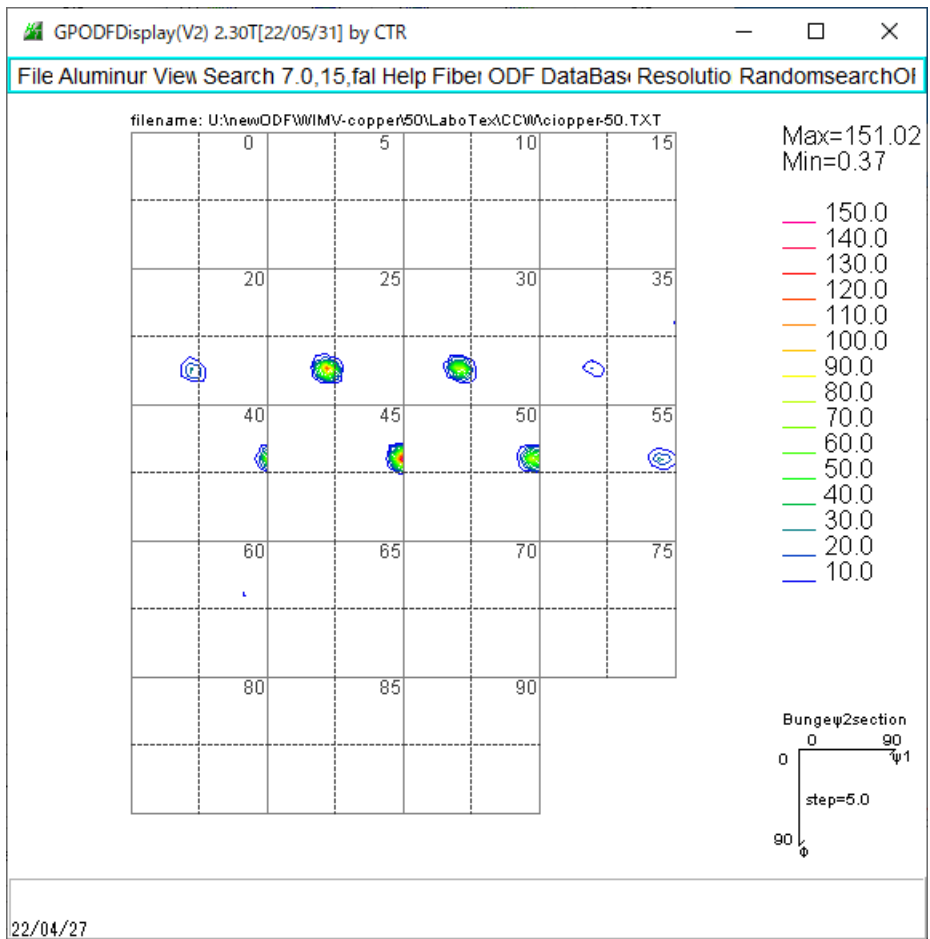 GPODFDisplay(V2) 2.30T[22/05/31] by CTR
File Aluminur View Search 7.0,15,fal Help Fiber ODF DataBase Resolutio RandomsearchOF
filename: U:\newODF\WIMV-copper\50\LaboTex\CCW\ciopper-50.TXT
0 5 10 15
20 25 30 35
40 45 50 55
60 65 70 75
80 85 90
Max=151.02
Min=0.37
150.0
140.0
130.0
120.0
110.0
100.0
90.0
80.0
70.0
60.0
50.0
40.0
30.0
20.0
10.0
Bungeψ2section
0 90
0 ψ1
step=5.0
90
Φ
22/04/27